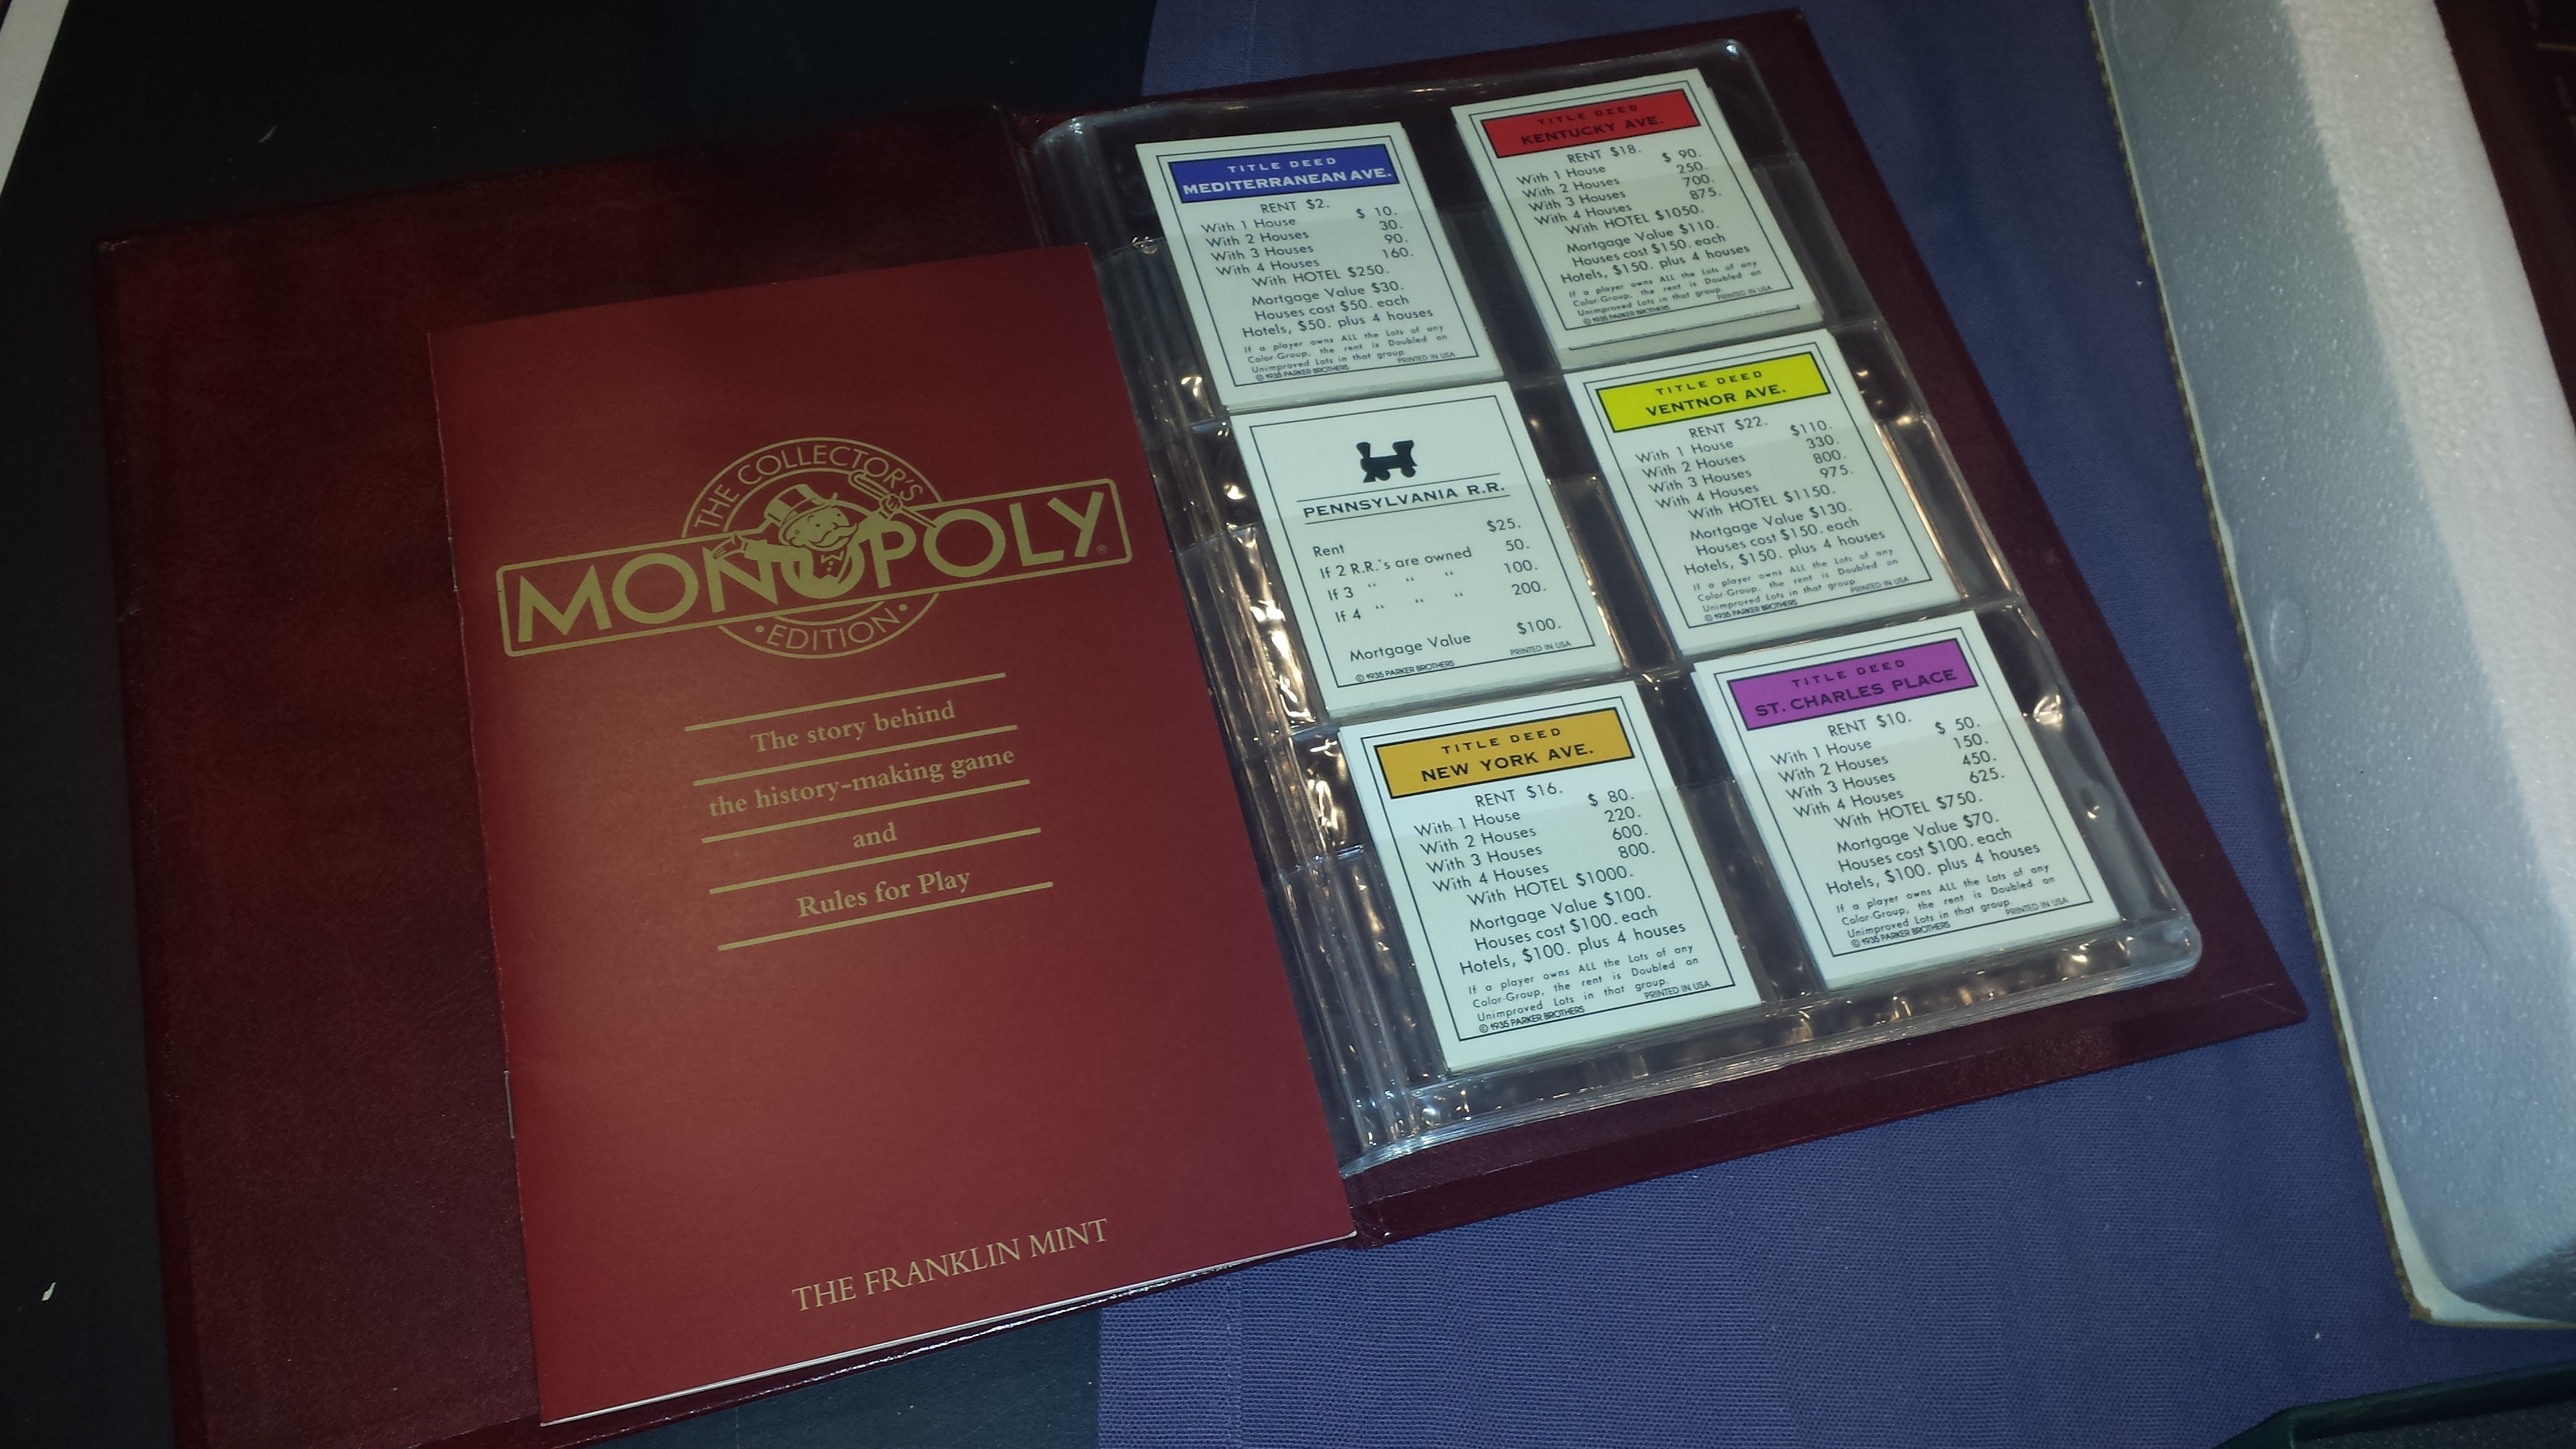 THE COLLECTOR'S
MONOPOLY®
•EDITION•
The story behind
the history-making game
and
Rules for Play
THE FRANKLIN MINT
TITLE DEED
MEDITERRANEAN AVE.
RENT $2.
With 1 House $ 10.
With 2 Houses 30.
With 3 Houses 90.
With 4 Houses 160.
With HOTEL $250.
Mortgage Value $30.
Houses cost $50. each
Hotels, $50. plus 4 houses
If a player owns ALL the Lots of any
Color-Group, the rent is Doubled on
Unimproved Lots in that group.
PRINTED IN USA
© 1935 PARKER BROTHERS
TITLE DEED
KENTUCKY AVE.
RENT $18.
With 1 House $ 90.
With 2 Houses 250.
With 3 Houses 700.
With 4 Houses 875.
With HOTEL $1050.
Mortgage Value $110.
Houses cost $150. each
Hotels, $150. plus 4 houses
If a player owns ALL the Lots of any
Color-Group, the rent is Doubled on
Unimproved Lots in that group.
PRINTED IN USA
© 1935 PARKER BROTHERS
PENNSYLVANIA R.R.
Rent $25.
If 2 R.R.'s are owned 50.
If 3 " " " 100.
If 4 " " " 200.
Mortgage Value $100.
© 1935 PARKER BROTHERS PRINTED IN USA
TITLE DEED
VENTNOR AVE.
RENT $22.
With 1 House $110.
With 2 Houses 330.
With 3 Houses 800.
With 4 Houses 975.
With HOTEL $1150.
Mortgage Value $130.
Houses cost $150. each
Hotels, $150. plus 4 houses
If a player owns ALL the Lots of any
Color-Group, the rent is Doubled on
Unimproved Lots in that group.
PRINTED IN USA
© 1935 PARKER BROTHERS
TITLE DEED
NEW YORK AVE.
RENT $16.
With 1 House $ 80.
With 2 Houses 220.
With 3 Houses 600.
With 4 Houses 800.
With HOTEL $1000.
Mortgage Value $100.
Houses cost $100. each
Hotels, $100. plus 4 houses
If a player owns ALL the Lots of any
Color-Group, the rent is Doubled on
Unimproved Lots in that group.
PRINTED IN USA
© 1935 PARKER BROTHERS
TITLE DEED
ST. CHARLES PLACE
RENT $10.
With 1 House $ 50.
With 2 Houses 150.
With 3 Houses 450.
With 4 Houses 625.
With HOTEL $750.
Mortgage Value $70.
Houses cost $100. each
Hotels, $100. plus 4 houses
If a player owns ALL the Lots of any
Color-Group, the rent is Doubled on
Unimproved Lots in that group.
PRINTED IN USA
© 1935 PARKER BROTHERS